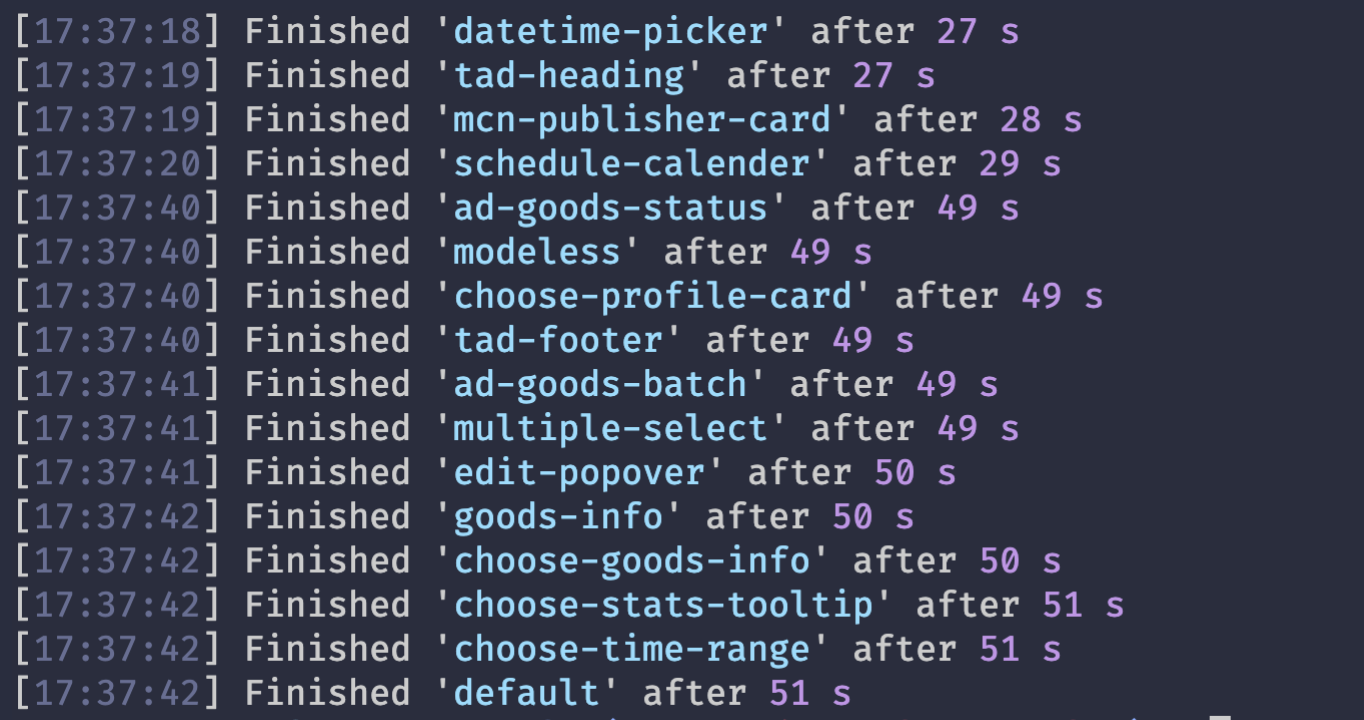 [17:37:18] Finished 'datetime-picker' after 27 s
[17:37:19] Finished 'tad-heading' after 27 s
[17:37:19] Finished 'mcn-publisher-card' after 28 s
[17:37:20] Finished 'schedule-calender' after 29 s
[17:37:40] Finished 'ad-goods-status' after 49 s
[17:37:40] Finished 'modeless' after 49 s
[17:37:40] Finished 'choose-profile-card' after 49 s
[17:37:40] Finished 'tad-footer' after 49 s
[17:37:41] Finished 'ad-goods-batch' after 49 s
[17:37:41] Finished 'multiple-select' after 49 s
[17:37:41] Finished 'edit-popover' after 50 s
[17:37:42] Finished 'goods-info' after 50 s
[17:37:42] Finished 'choose-goods-info' after 50 s
[17:37:42] Finished 'choose-stats-tooltip' after 51 s
[17:37:42] Finished 'choose-time-range' after 51 s
[17:37:42] Finished 'default' after 51 s